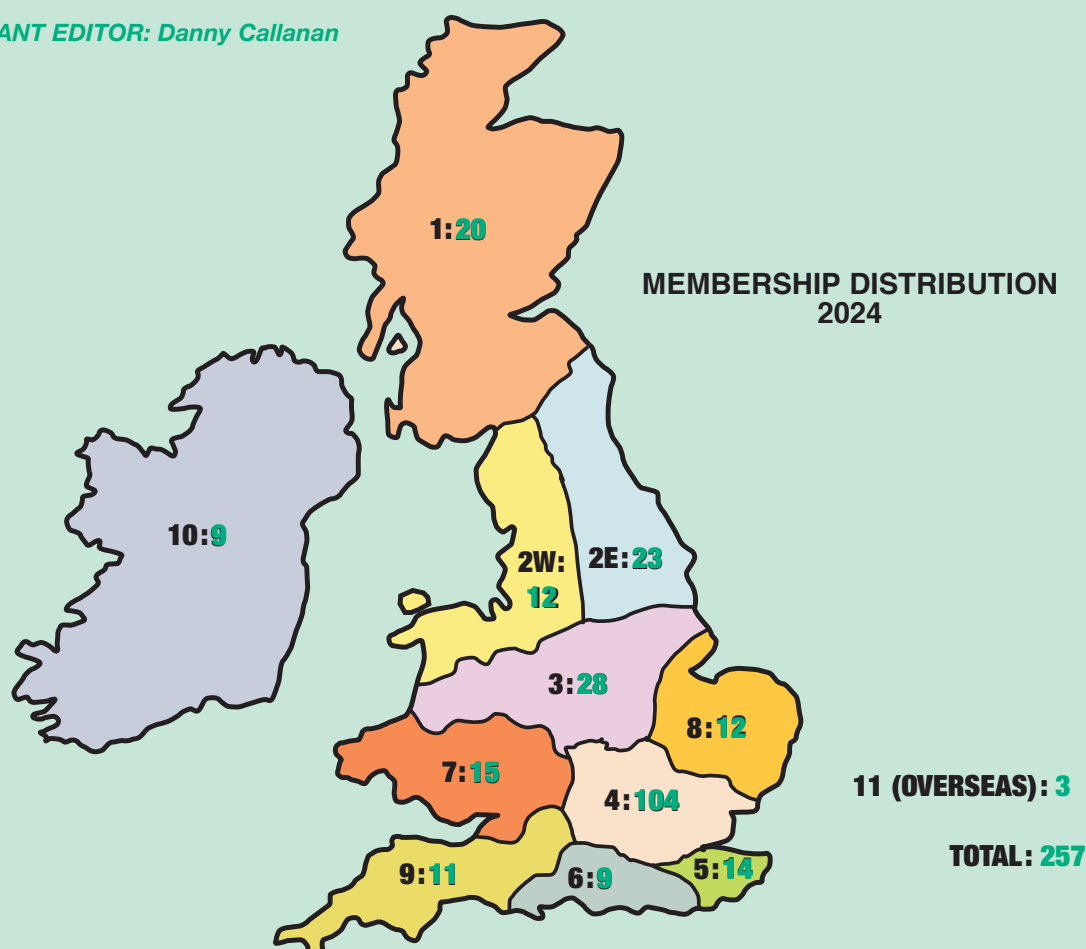 ANT EDITOR: Danny Callanan
1:20
MEMBERSHIP DISTRIBUTION
2024
10:9
2W:
12
2E:23
3:28
8:12
7:15
4:104
11 (OVERSEAS): 3
TOTAL: 257
9:11
6:9
5:14